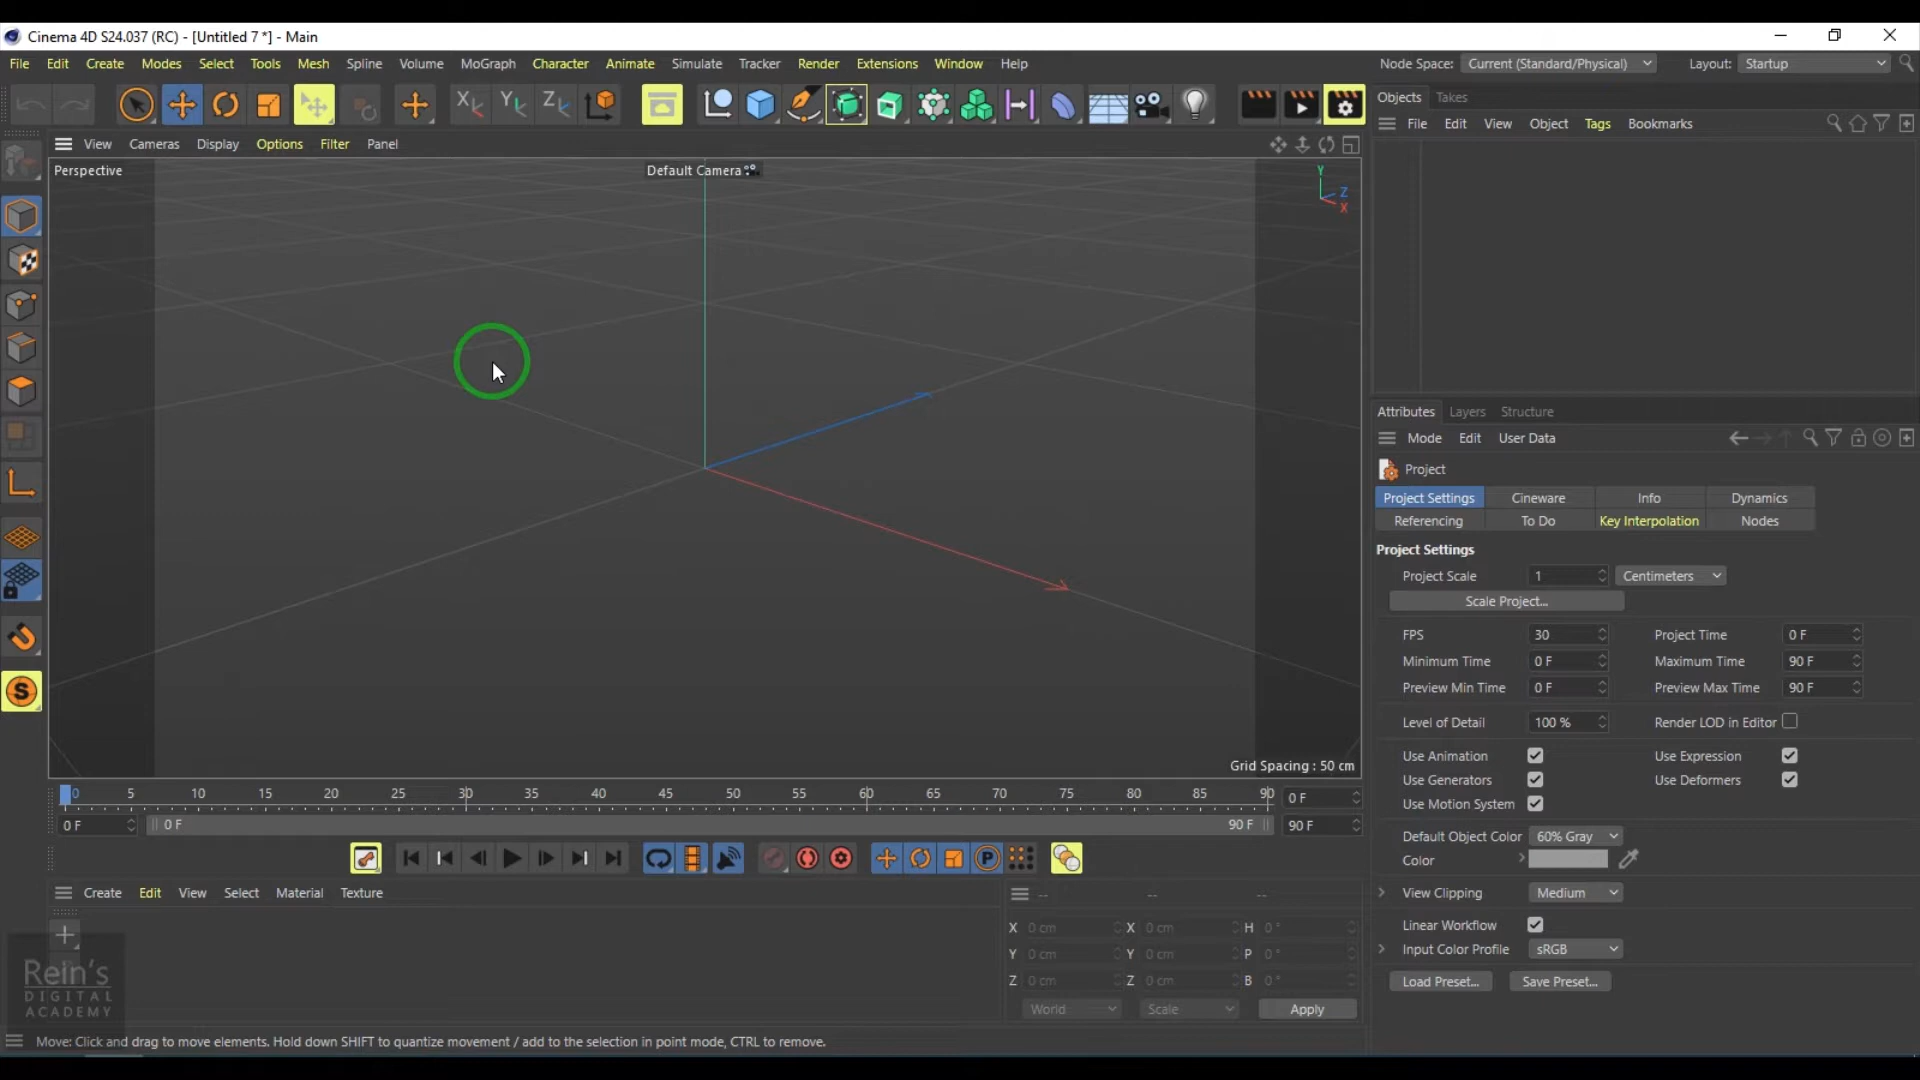 Cinema 4D S24.037 (RC) - [Untitled 7 *] - Main
File Edit Create Modes Select Tools Mesh Spline Volume MoGraph Character Animate Simulate Tracker Render Extensions Window Help Node Space: Current (Standard/Physical) Layout: Startup
X Y Z
Objects Takes
File Edit View Object Tags Bookmarks
View Cameras Display Options Filter Panel
Perspective
Default Camera
Y
Z
X
Grid Spacing : 50 cm
Attributes Layers Structure
Mode Edit User Data
Project
Project Settings Cineware Info Dynamics
Referencing To Do Key Interpolation Nodes
Project Settings
Project Scale 1 Centimeters
Scale Project...
FPS 30 Project Time 0 F
Minimum Time 0 F Maximum Time 90 F
Preview Min Time 0 F Preview Max Time 90 F
Level of Detail 100 % Render LOD in Editor
Use Animation Use Expression
Use Generators Use Deformers
Use Motion System
Default Object Color 60% Gray
Color
View Clipping Medium
Linear Workflow
Input Color Profile sRGB
Load Preset... Save Preset...
S
0 5 10 15 20 25 30 35 40 45 50 55 60 65 70 75 80 85 90 0 F
0 F 0 F 90 F 90 F
P
Create Edit View Select Material Texture
-- -- --
X 0 cm X 0 cm H 0 °
Y 0 cm Y 0 cm P 0 °
Z 0 cm Z 0 cm B 0 °
World Scale Apply
Rein's
DIGITAL
ACADEMY
Move: Click and drag to move elements. Hold down SHIFT to quantize movement / add to the selection in point mode, CTRL to remove.